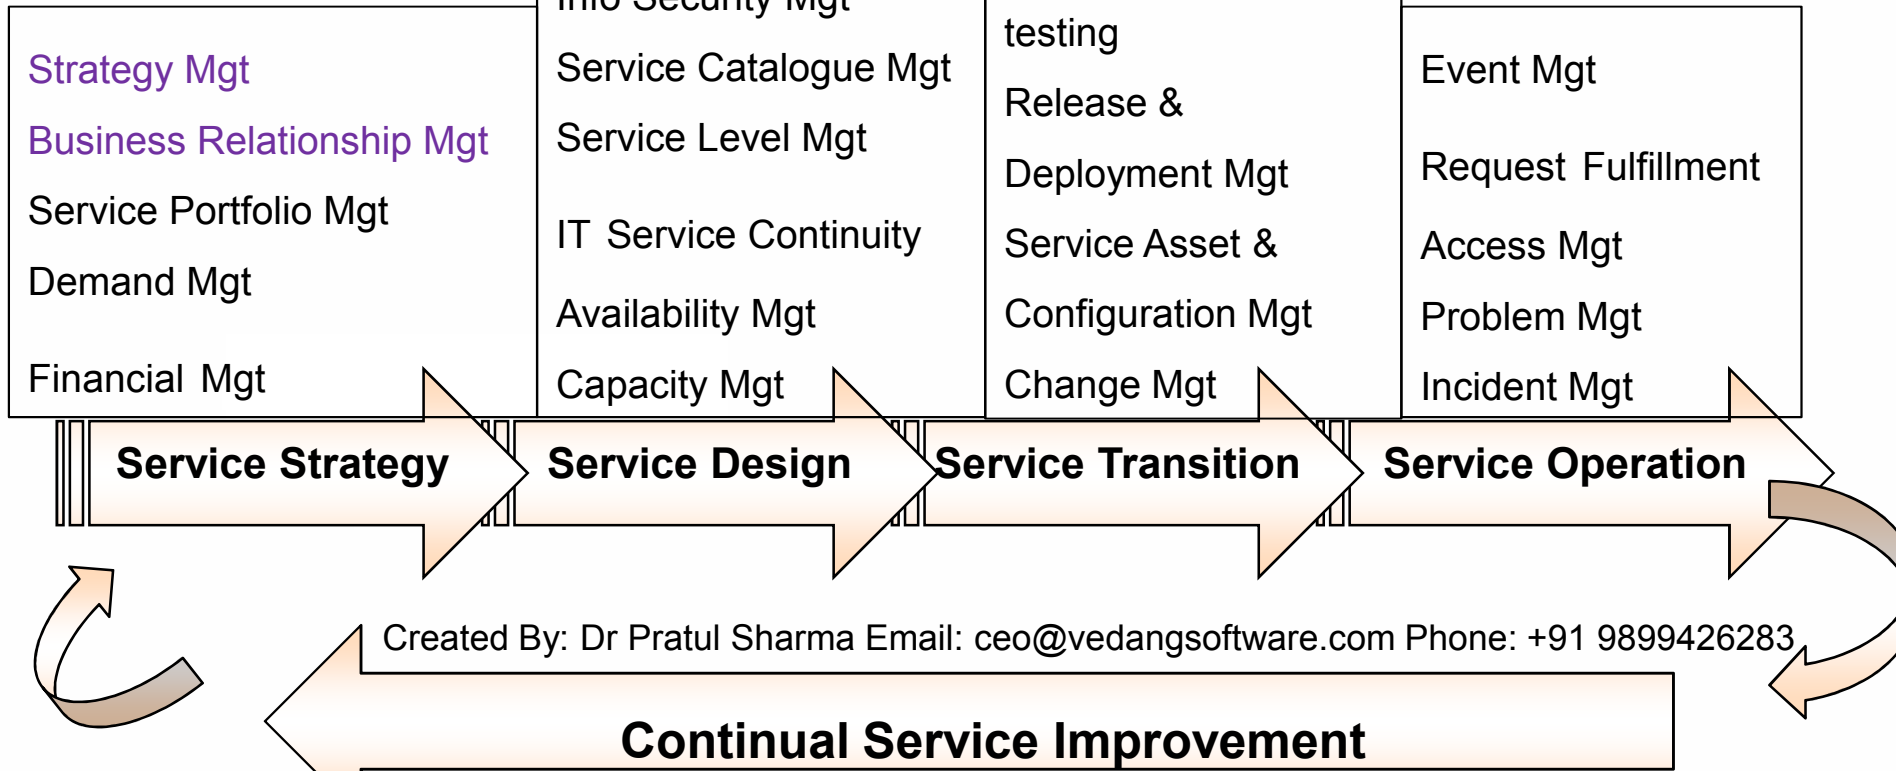 Strategy Mgt
Business Relationship Mgt
Service Portfolio Mgt
Demand Mgt
Financial Mgt
Info Security Mgt
Service Catalogue Mgt
Service Level Mgt
IT Service Continuity
Availability Mgt
Capacity Mgt
testing
Release &
Deployment Mgt
Service Asset &
Configuration Mgt
Change Mgt
Event Mgt
Request Fulfillment
Access Mgt
Problem Mgt
Incident Mgt
Service Strategy
Service Design
Service Transition
Service Operation
Created By: Dr Pratul Sharma Email: ceo@vedangsoftware.com Phone: +91 9899426283
Continual Service Improvement